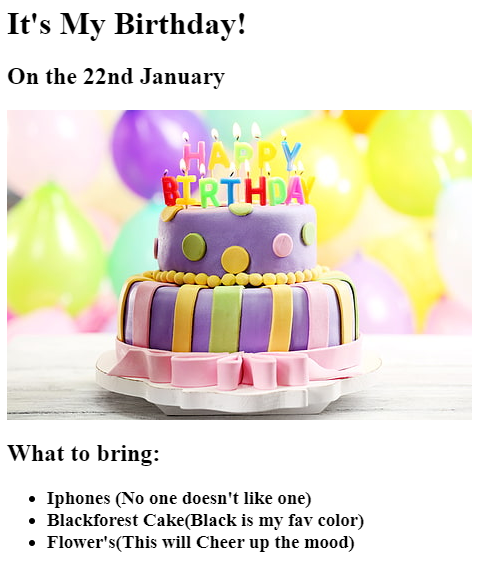 It's My Birthday!
On the 22nd January
HAPPY
BIRTHDAY
What to bring:
Iphones (No one doesn't like one)
Blackforest Cake(Black is my fav color)
Flower's(This will Cheer up the mood)